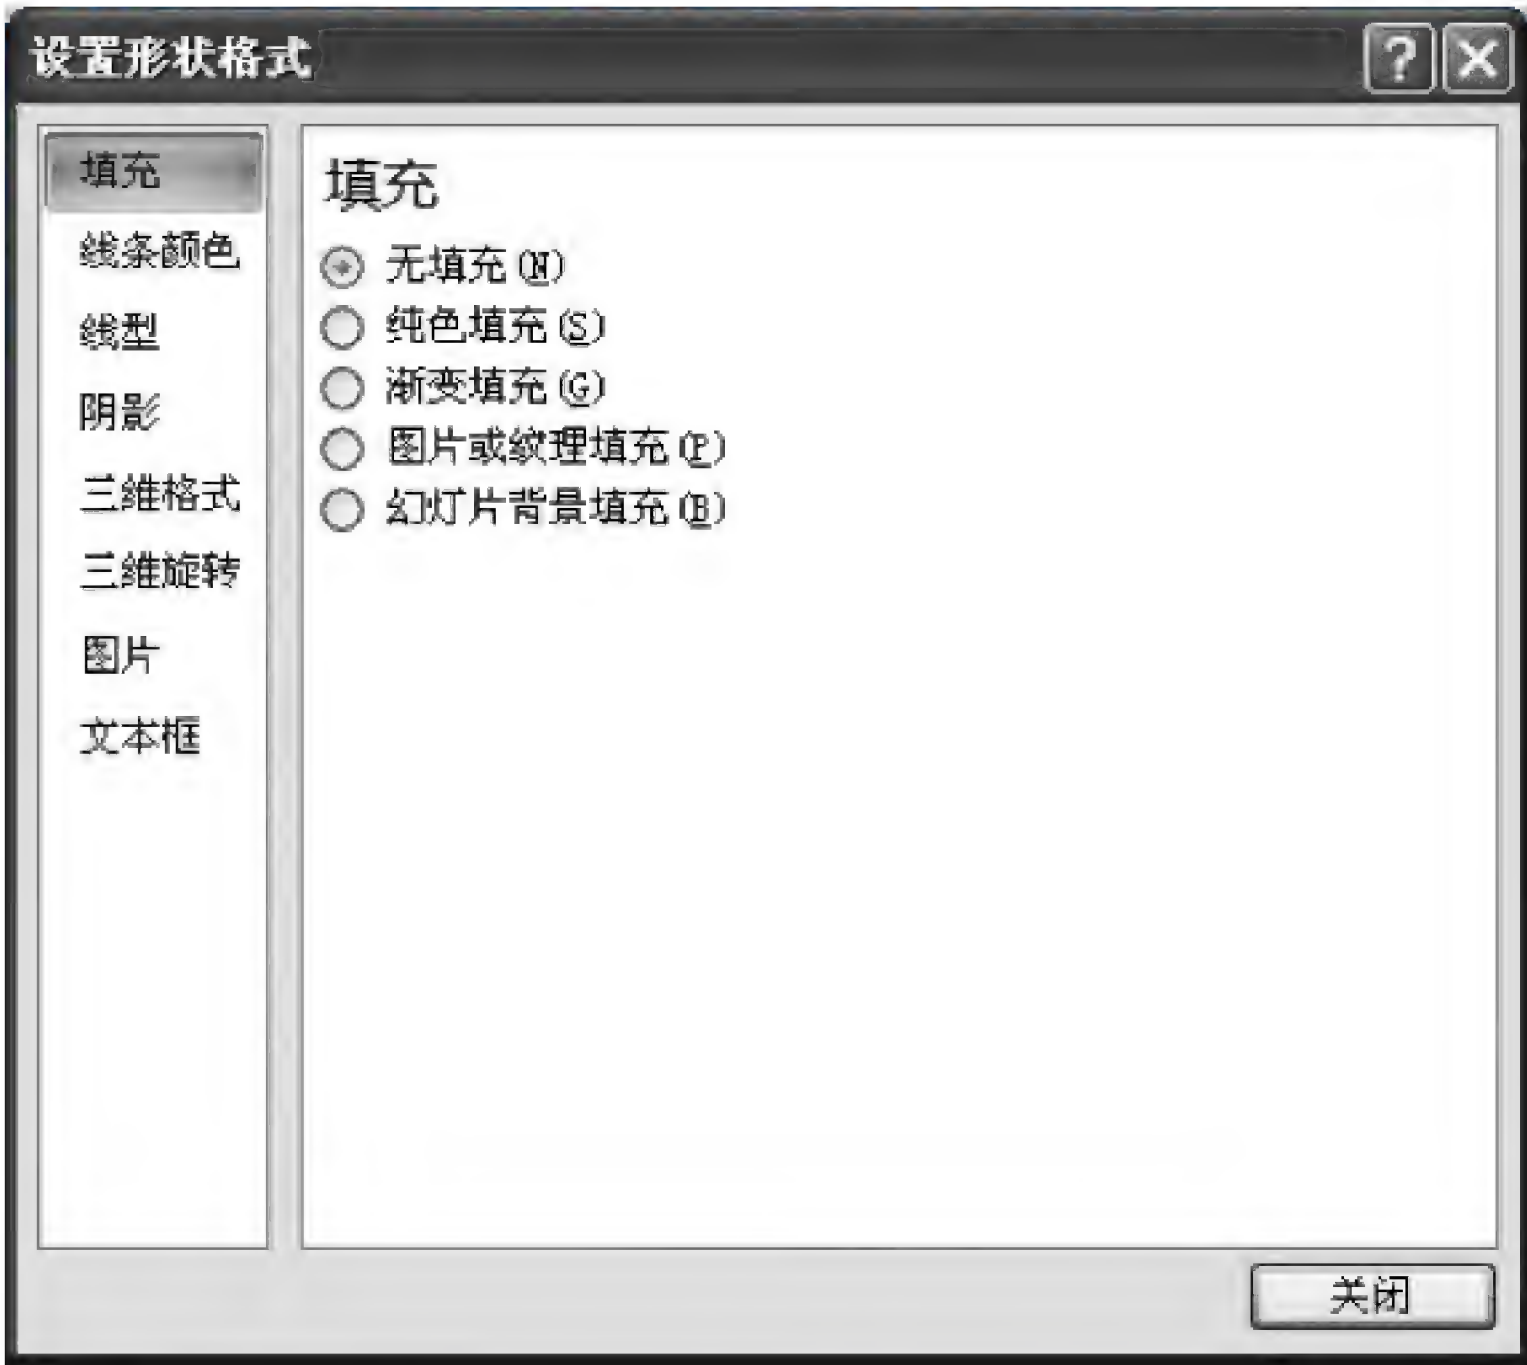 设置形状格式
填充
线条颜色
线型
阴影
三维格式
三维旋转
图片
文本框
填充
无填充(N)
纯色填充(S)
渐变填充(G)
图片或纹理填充(P)
幻灯片背景填充(B)
关闭